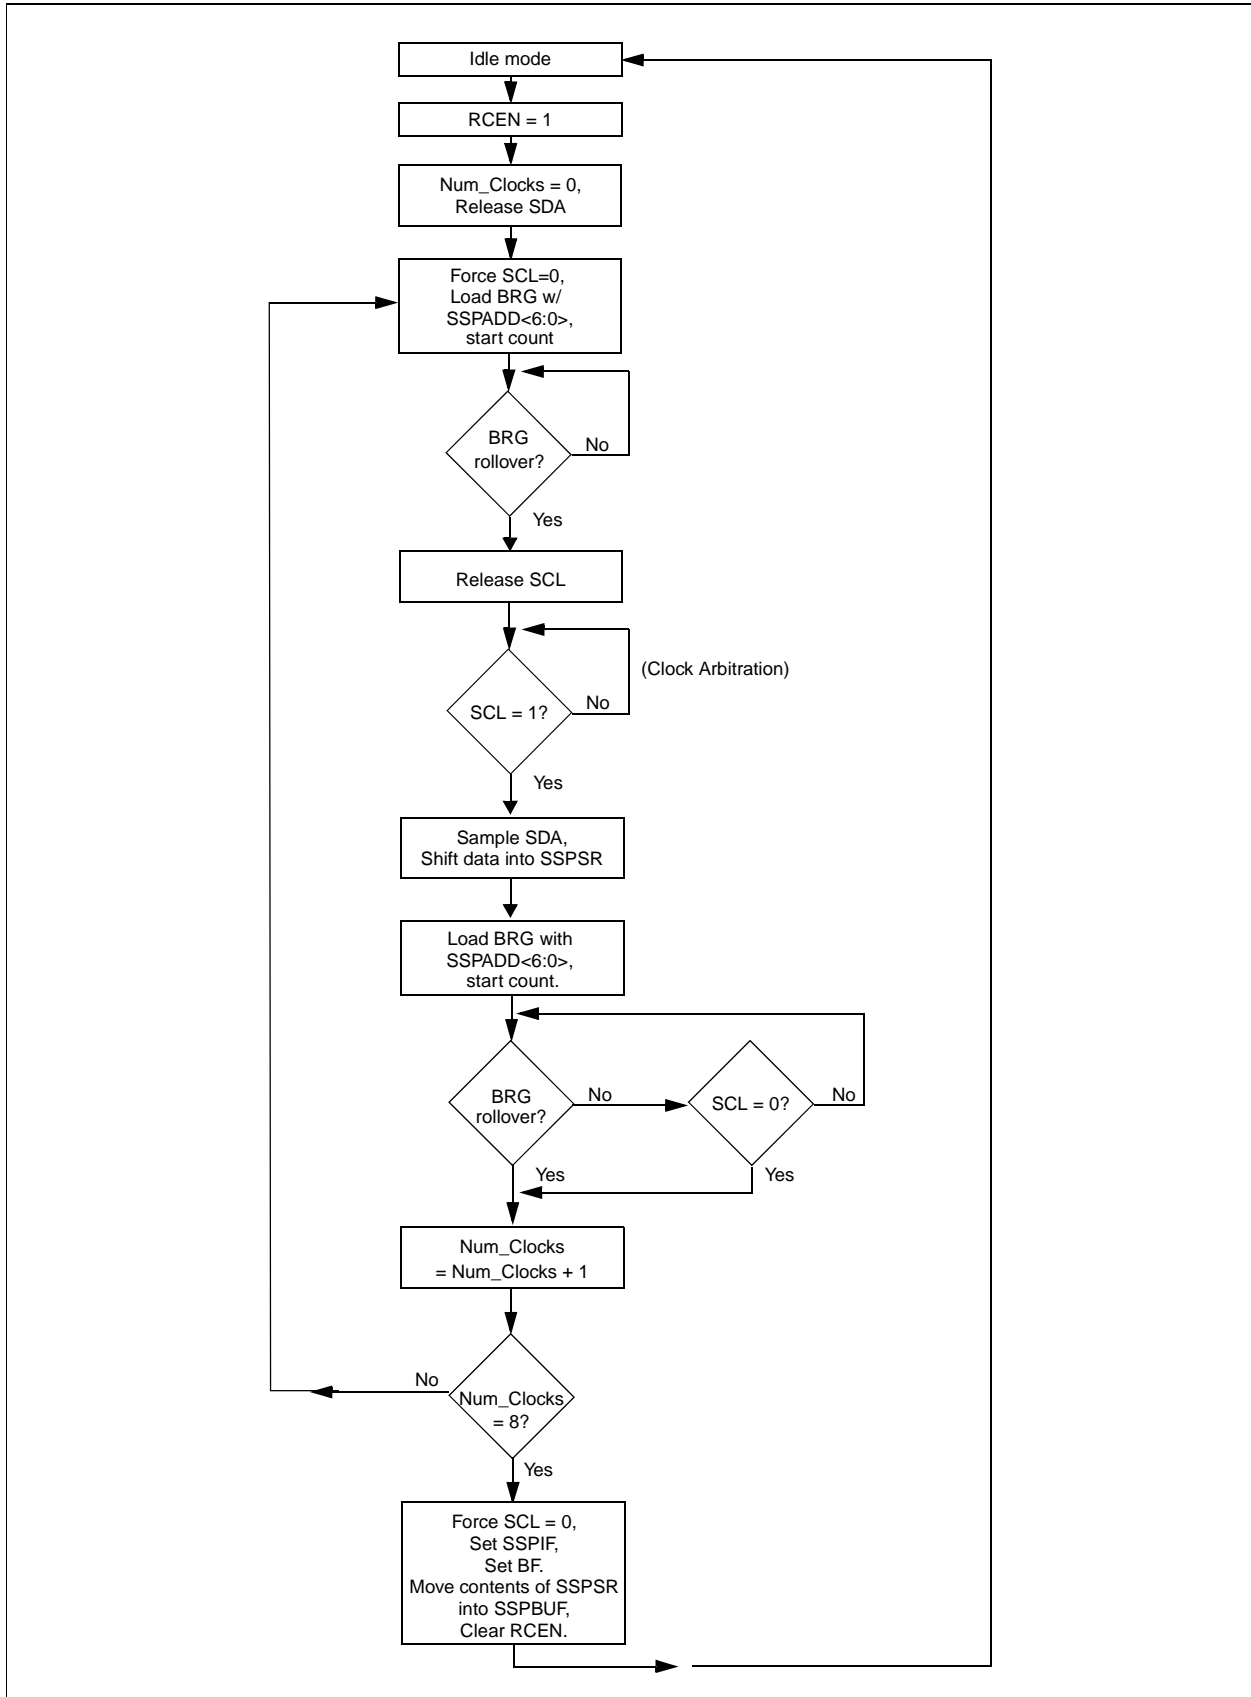 Idle mode
RCEN = 1
Num_Clocks = 0,
Release SDA
Force SCL=0,
Load BRG w/
SSPADD<6:0>,
start count
BRG
rollover?
No
Yes
Release SCL
(Clock Arbitration)
SCL = 1?
No
Yes
Sample SDA,
Shift data into SSPSR
Load BRG with
SSPADD<6:0>,
start count.
BRG
rollover?
No
SCL = 0?
No
Yes
Yes
Num_Clocks
= Num_Clocks + 1
No
Num_Clocks
= 8?
Yes
Force SCL = 0,
Set SSPIF,
Set BF.
Move contents of SSPSR
into SSPBUF,
Clear RCEN.